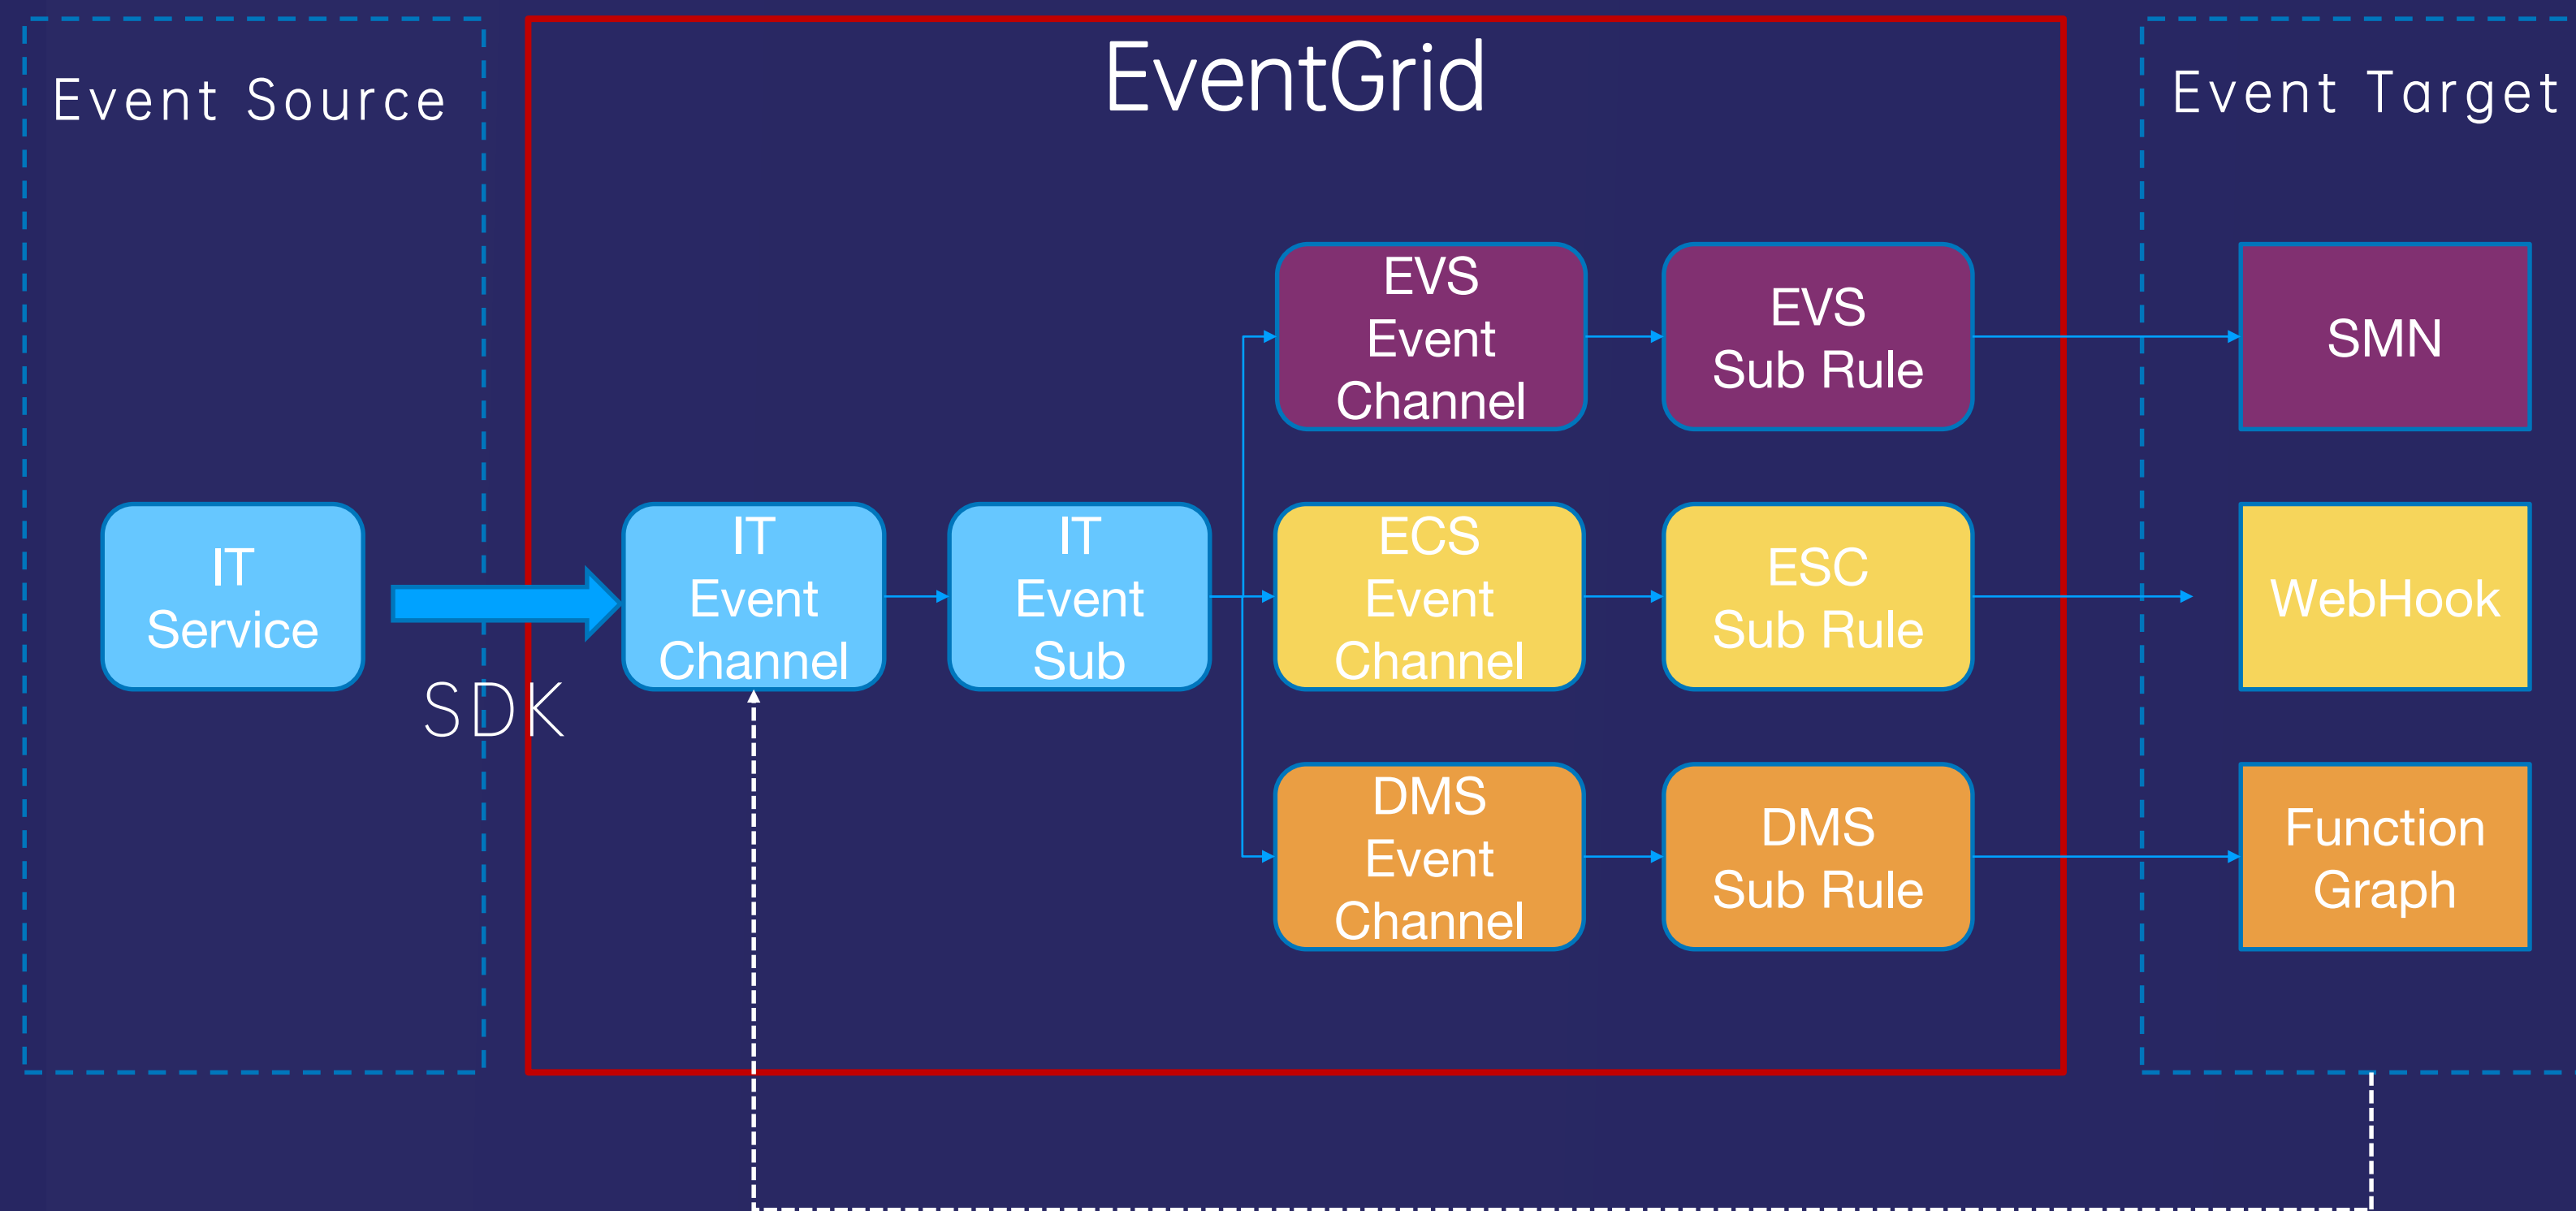 Event Source
EventGrid
Event Target
IT
Service
SDK
IT
Event
Channel
IT
Event
Sub
EVS
Event
Channel
EVS
Sub Rule
SMN
ECS
Event
Channel
ESC
Sub Rule
WebHook
DMS
Event
Channel
DMS
Sub Rule
Function
Graph